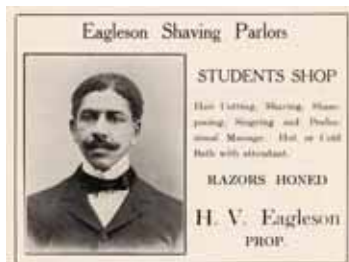 Eagleson Shaving Parlors
STUDENTS SHOP
Hair Cutting, Shaving, Sham-
pooing, Singeing and Profes-
sional Massage. Hot or Cold
Bath with attendant.
RAZORS HONED
H. V. Eagleson
PROP.